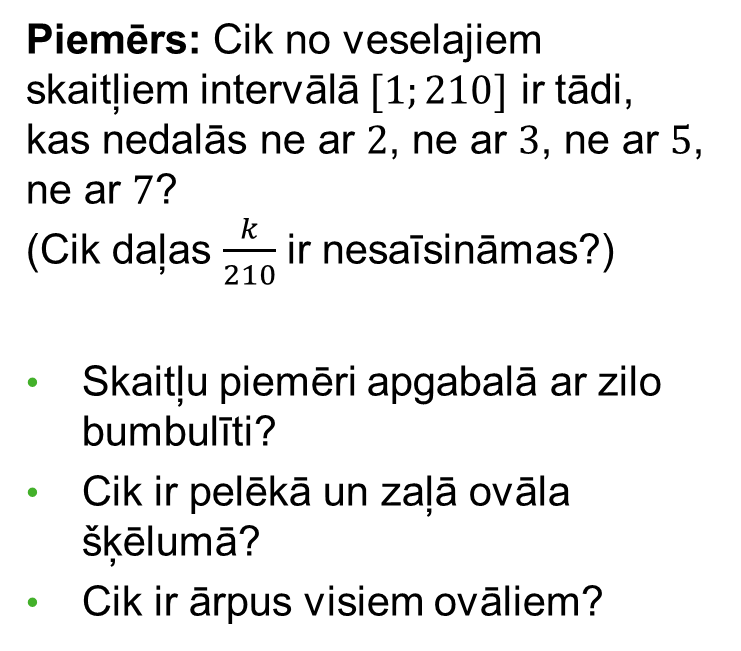 Piemērs: Cik no veselajiem
skaitļiem intervālā [1; 210] ir tādi,
kas nedalās ne ar 2, ne ar 3, ne ar 5,
ne ar 7?
(Cik daļas k/210 ir nesaīsināmas?)
• Skaitļu piemēri apgabalā ar zilo
bumbulīti?
• Cik ir pelēkā un zaļā ovāla
šķēlumā?
• Cik ir ārpus visiem ovāliem?